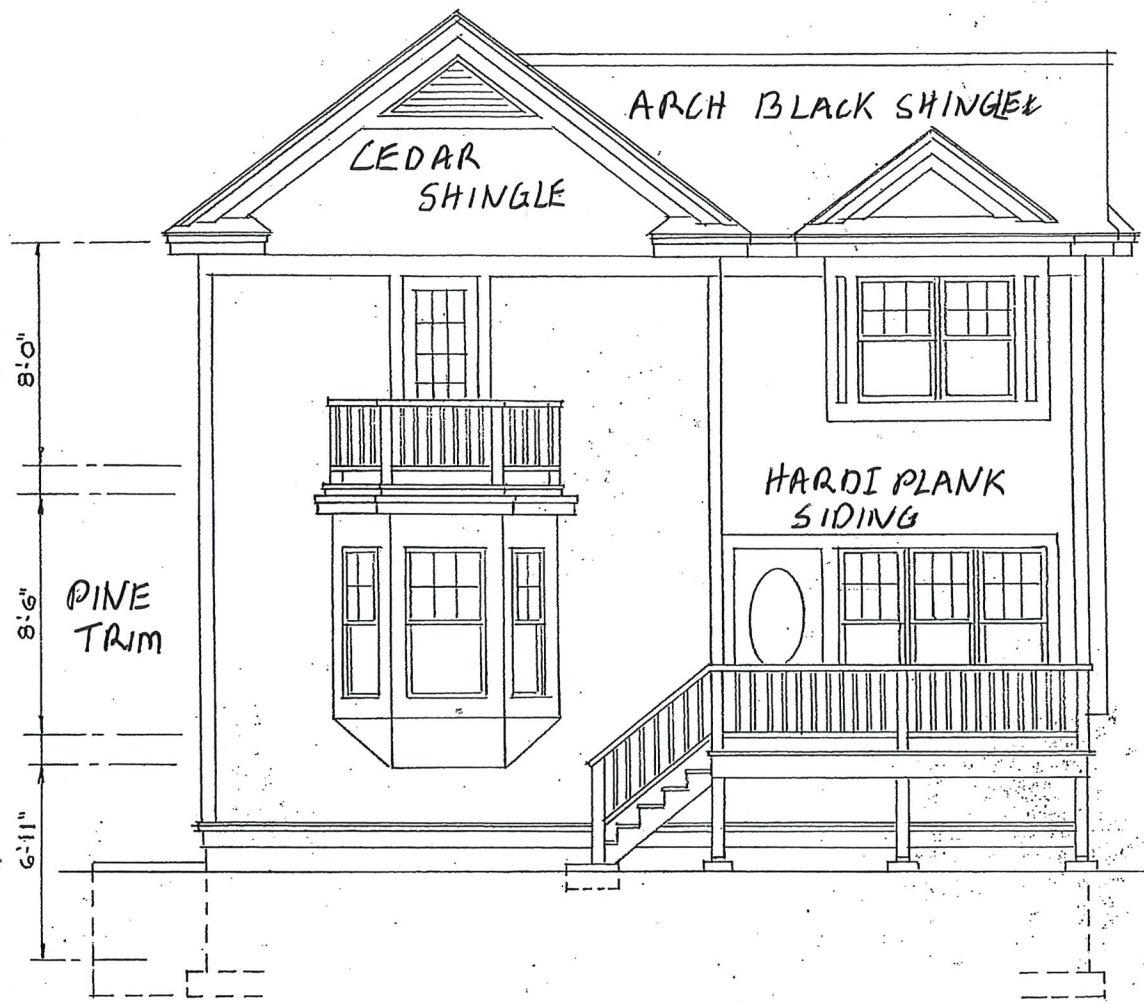 ARCH BLACK SHINGLE
CEDAR
SHINGLE
8'-0"
HARDI PLANK
SIDING
8'-6"
PINE
TRIM
6'-11"